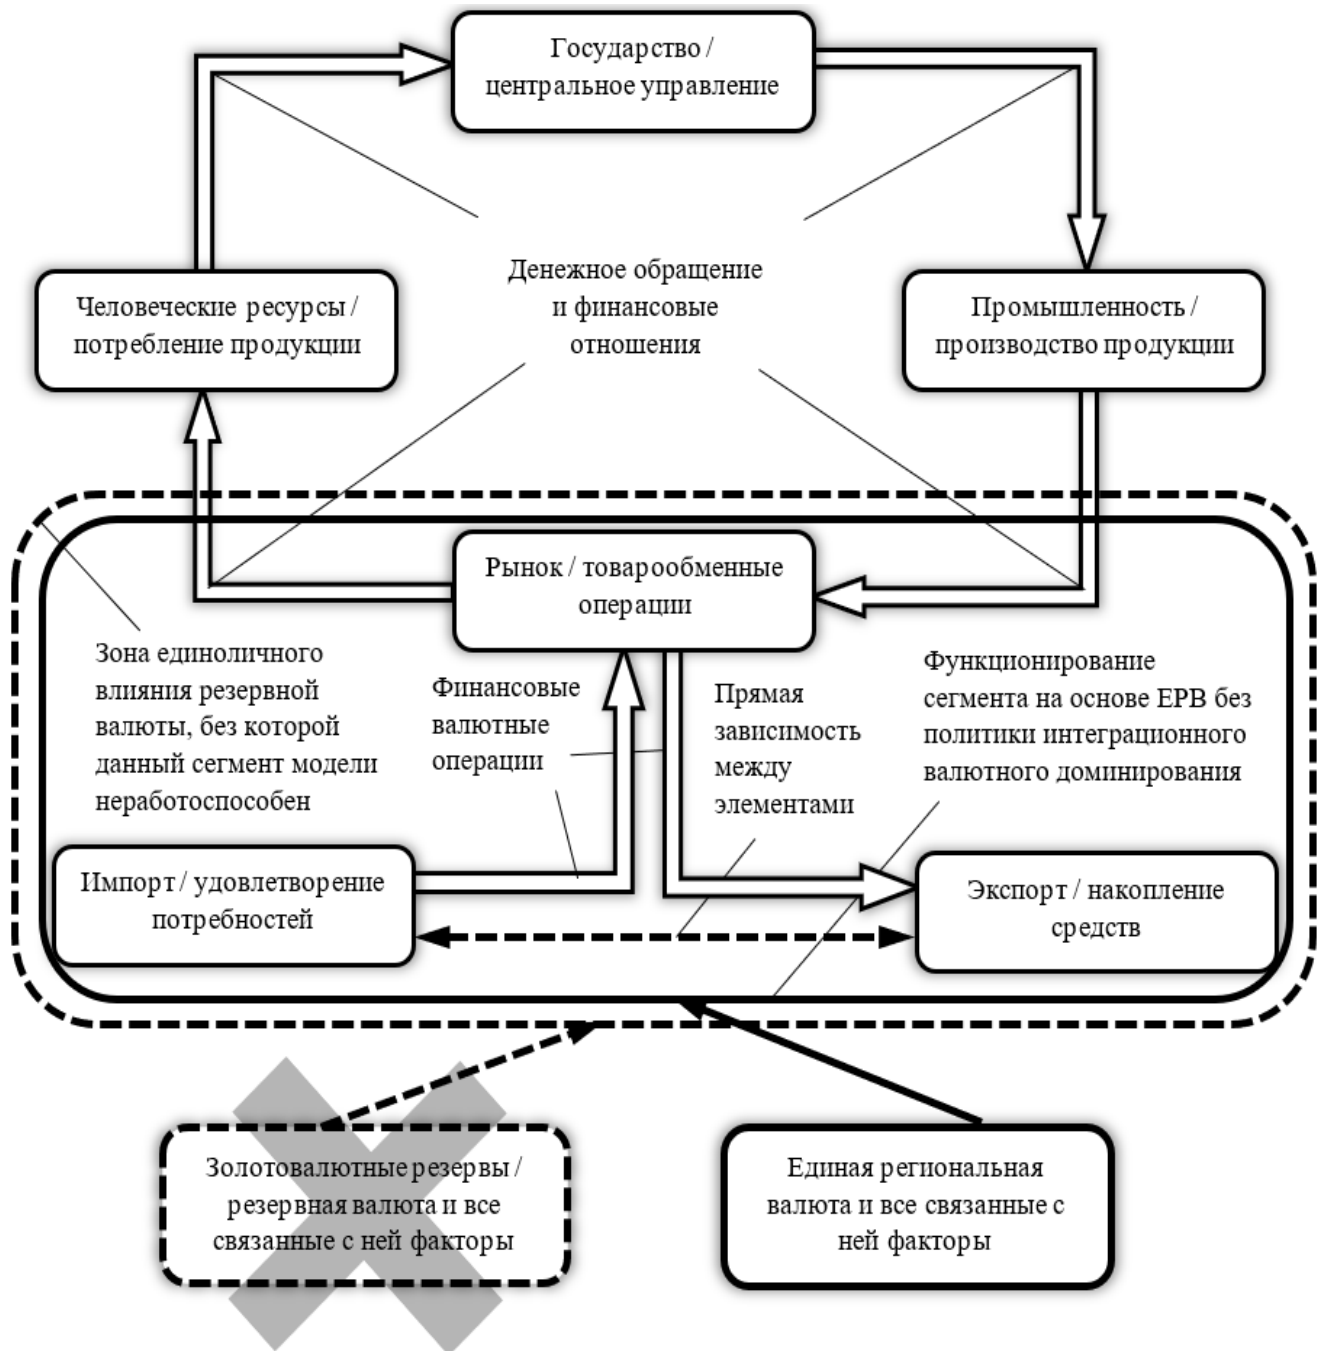 Государство /
центральное управление
Денежное обращение
и финансовые
отношения
Человеческие ресурсы /
потребление продукции
Промышленность /
производство продукции
Рынок / товарообменные
операции
Зона единоличного
влияния резервной
валюты, без которой
данный сегмент модели
неработоспособен
Финансовые
валютные
операции
Прямая
зависимость
между
элементами
Функционирование
сегмента на основе ЕРВ без
политики интеграционного
валютного доминирования
Импорт / удовлетворение
потребностей
Экспорт / накопление
средств
Золотовалютные резервы /
резервная валюта и все
связанные с ней факторы
Единая региональная
валюта и все связанные с
ней факторы